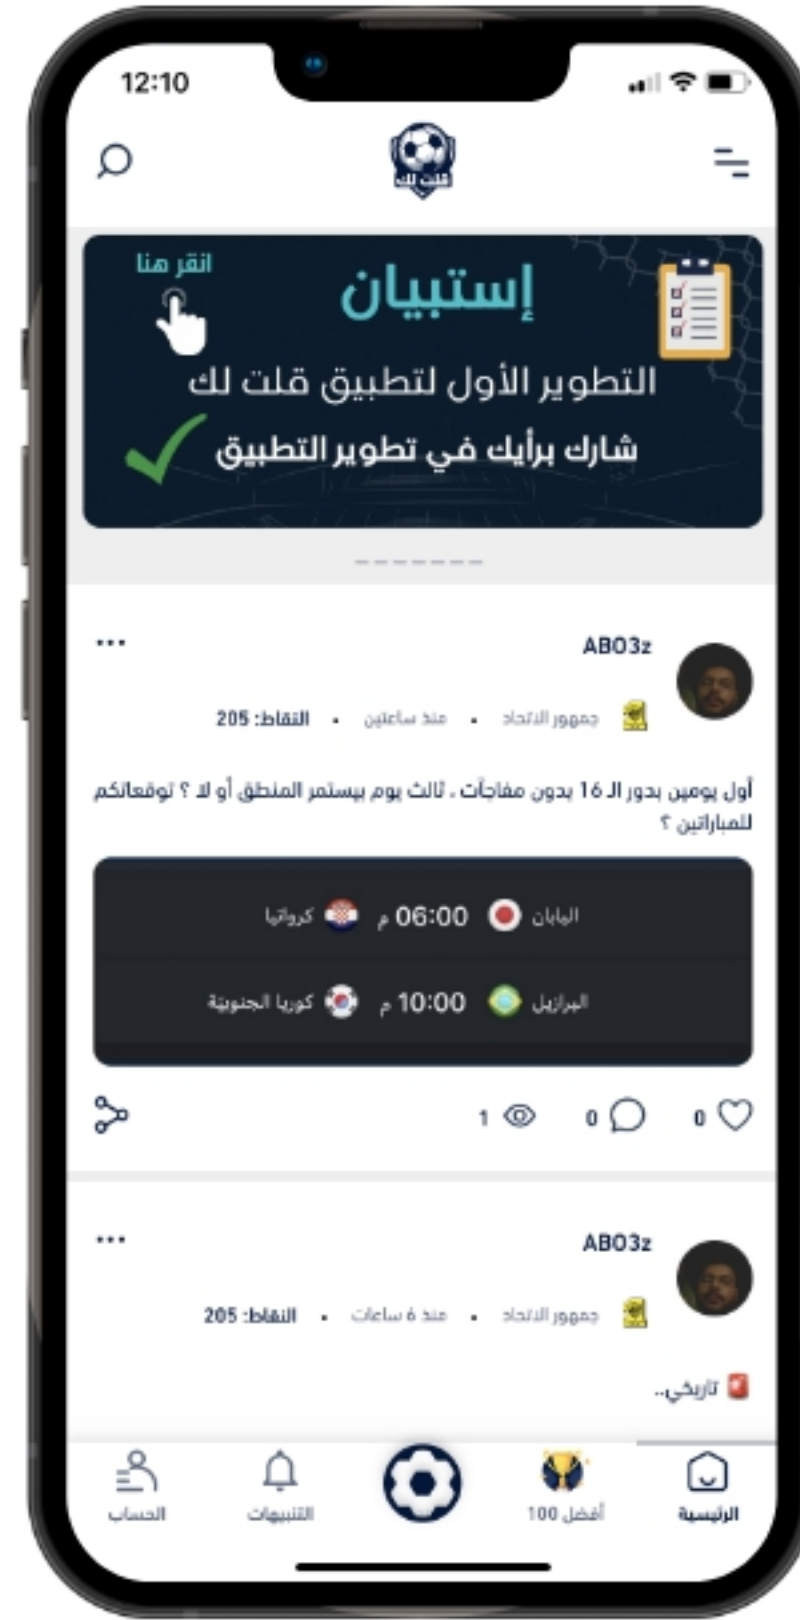 12:10
قلت لك
انقر هنا
إستبيان
التطوير الأول لتطبيق قلت لك
شارك برأيك في تطوير التطبيق
ABO3z
جمهور الاتحاد • منذ ساعتين • النقاط: 205
أول يومين بدور الـ 16 بدون مفاجآت ، ثالث يوم بيستمر المنطق أو لا ؟ توقعاتكم
للمباراتين ؟
اليابان 06:00 م كرواتيا
البرازيل 10:00 م كوريا الجنوبيّة
0 0 1
ABO3z
جمهور الاتحاد • منذ 6 ساعات • النقاط: 205
تاريخي..
الرئيسية أفضل 100 التنبيهات الحساب